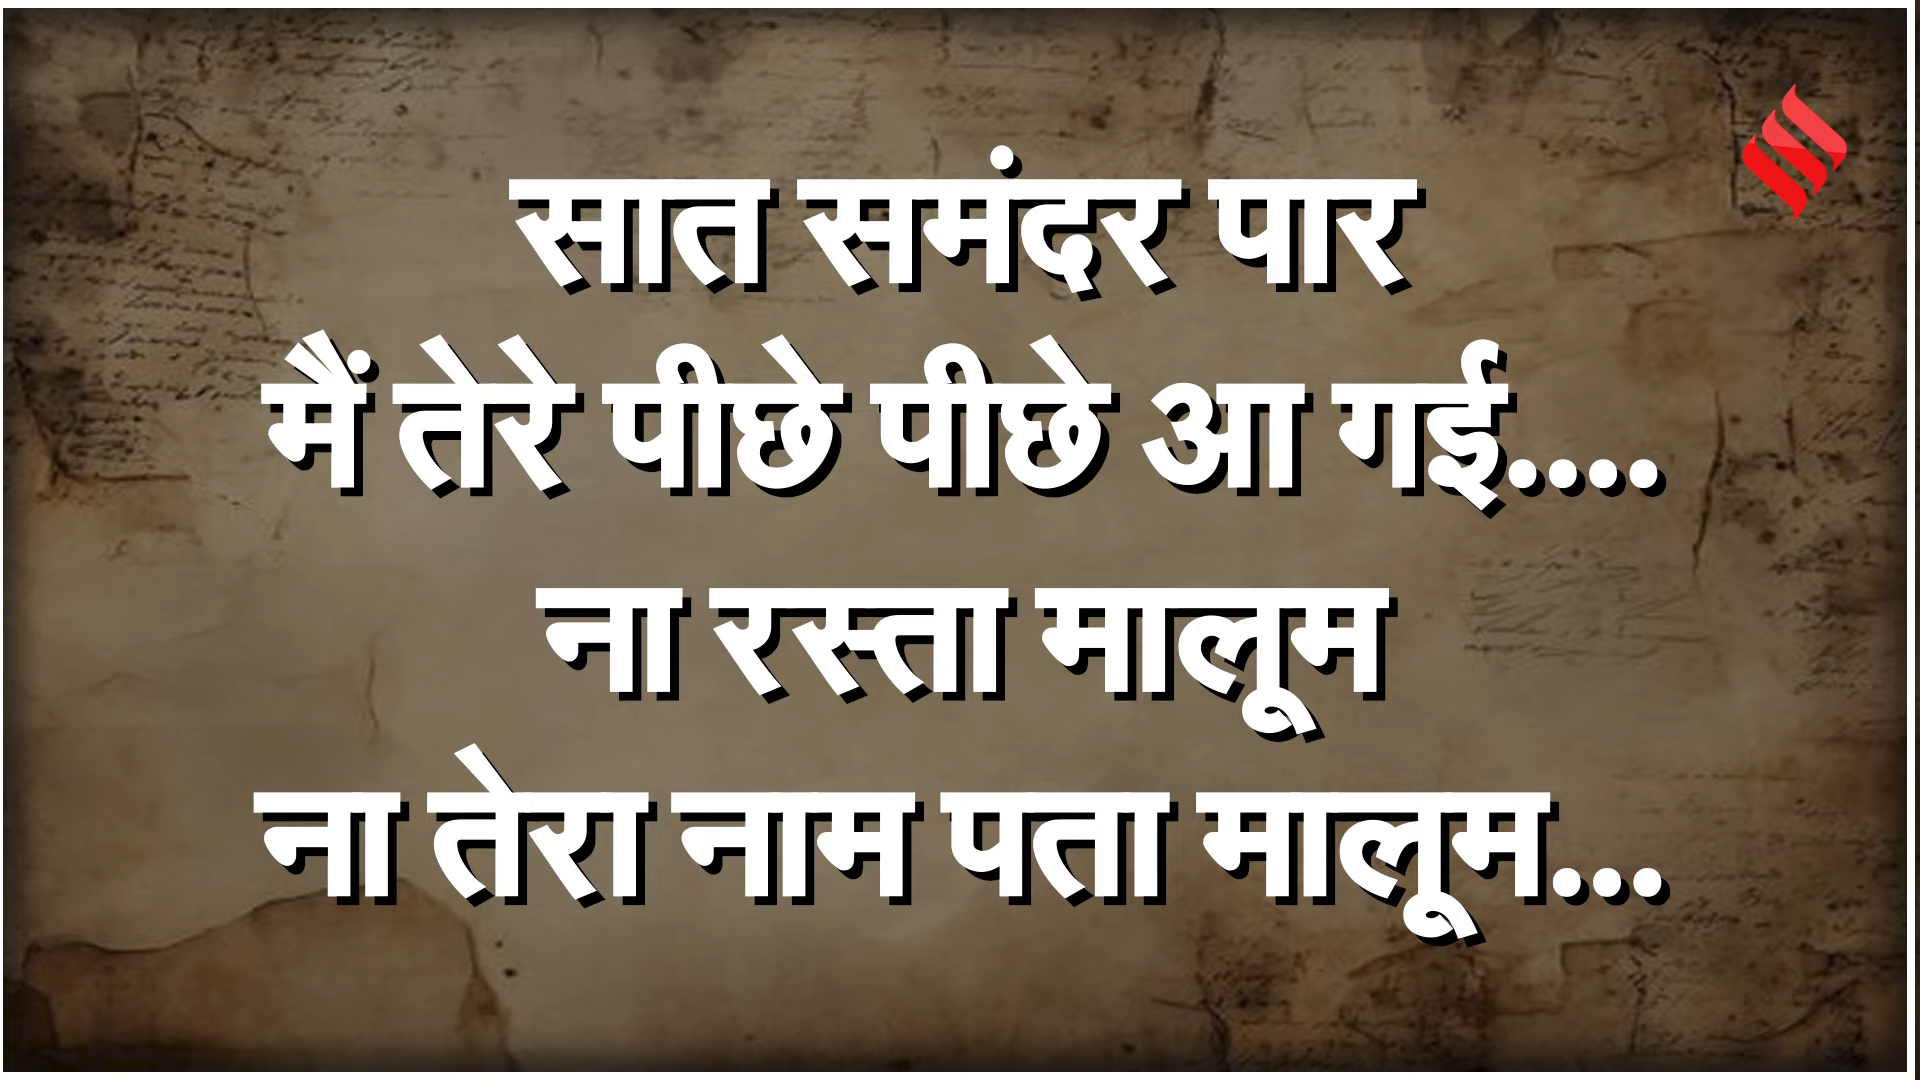 सात समंदर पार
मैं तेरे पीछे पीछे आ गई....
ना रस्ता मालूम
ना तेरा नाम पता मालूम...